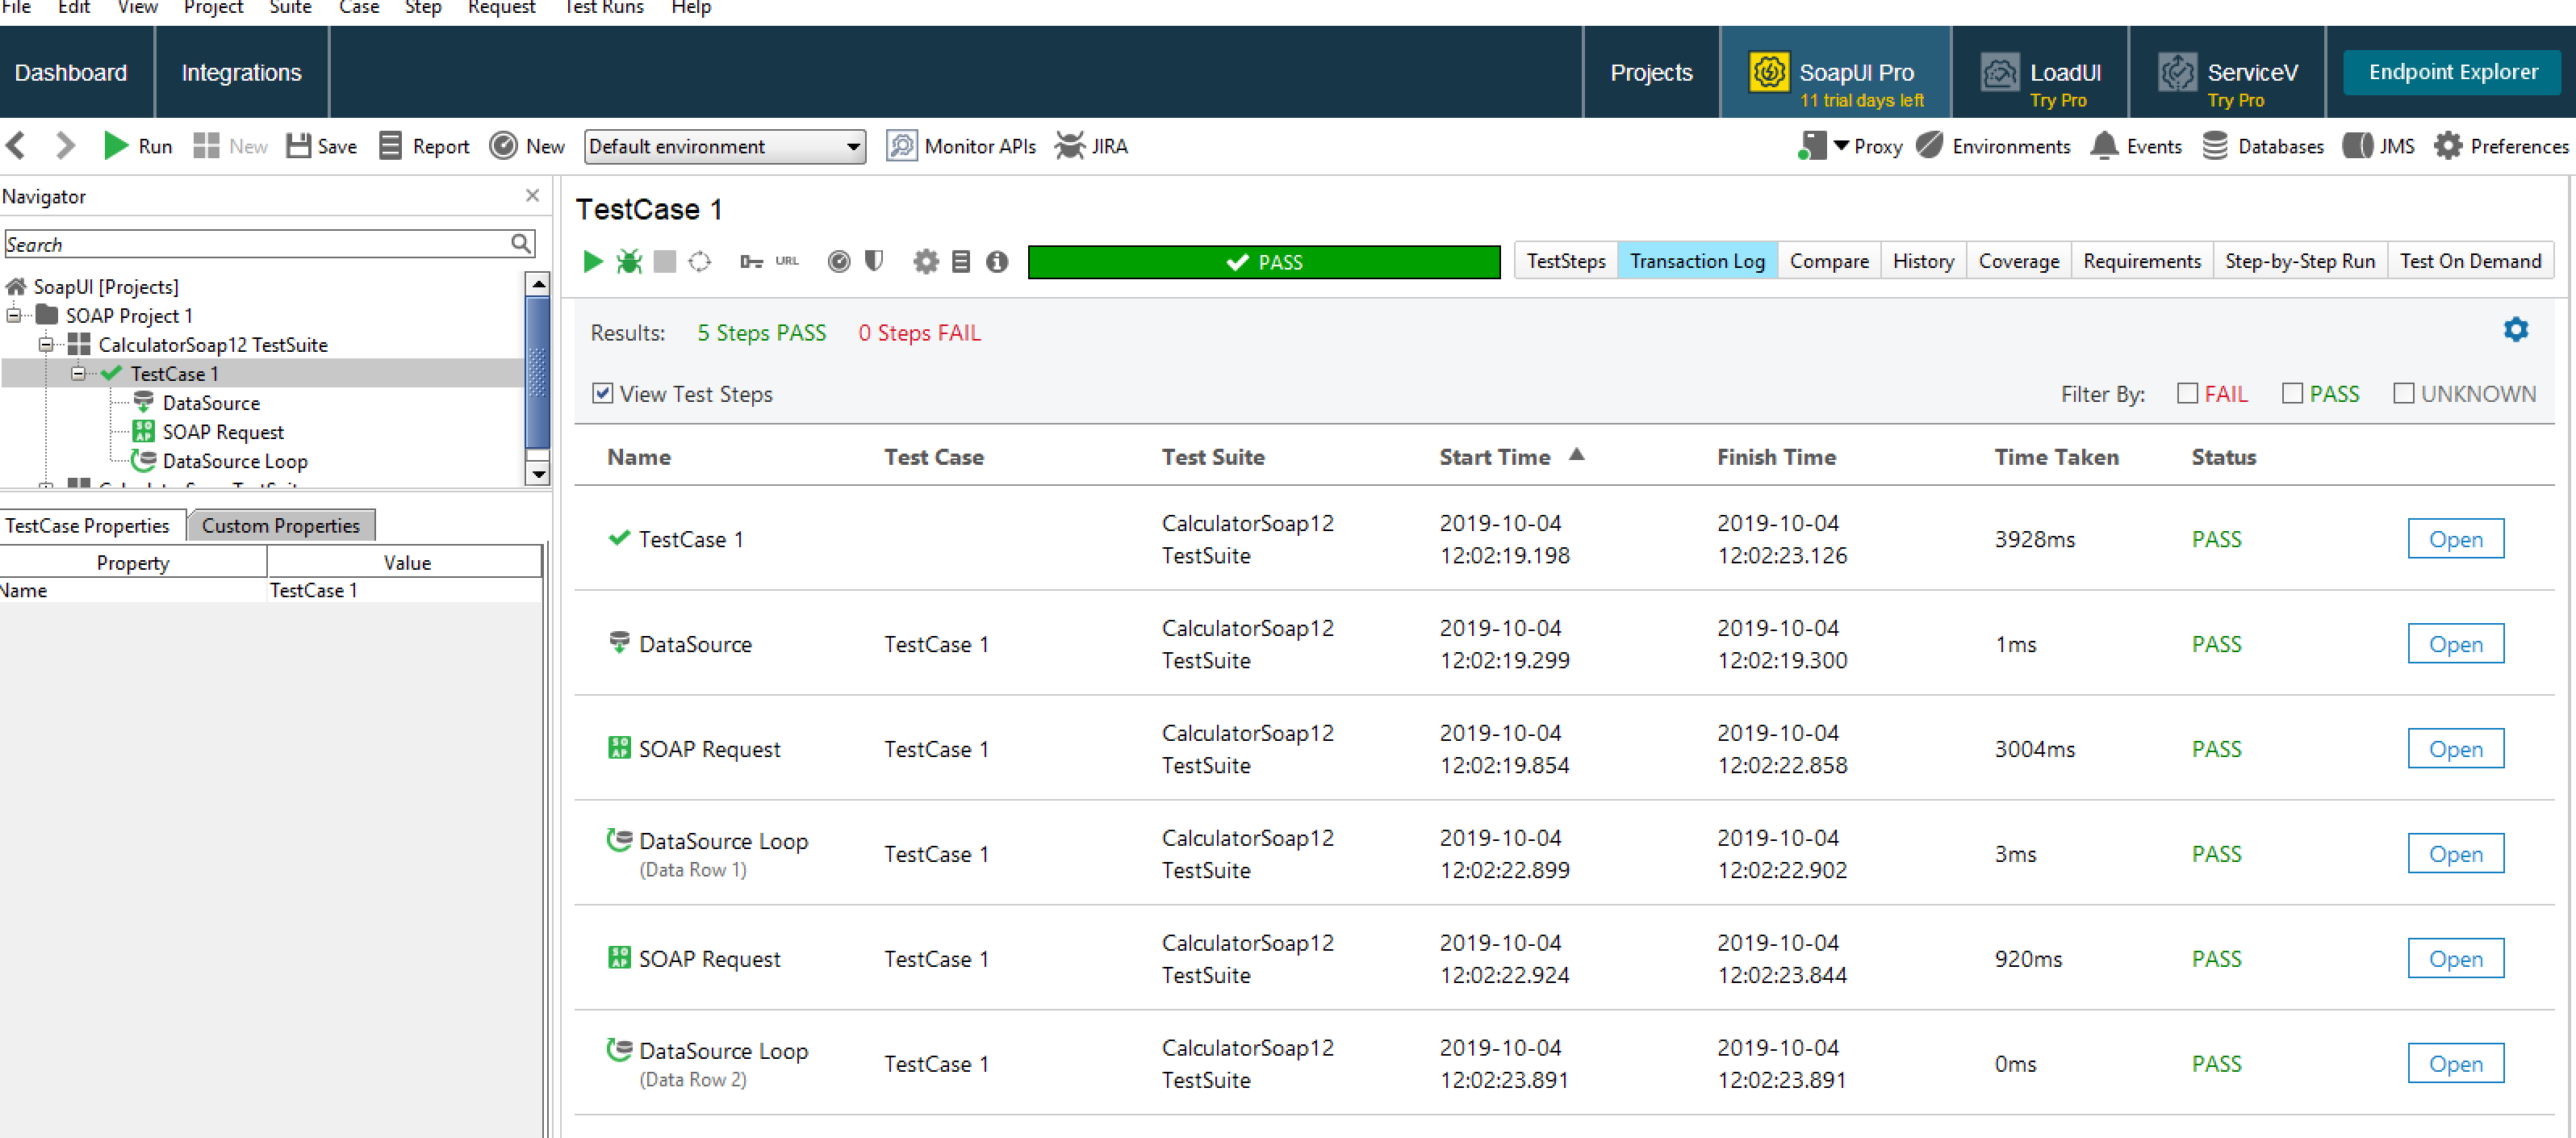 File Edit View Project Suite Case Step Request Test Runs Help
Dashboard Integrations Projects SoapUI Pro LoadUI ServiceV Endpoint Explorer
11 trial days left Try Pro Try Pro
Run New Save Report New Default environment Monitor APIs JIRA Proxy Environments Events Databases JMS Preferences
Navigator
Search
SoapUI [Projects]
SOAP Project 1
CalculatorSoap12 TestSuite
TestCase 1
DataSource
SOAP Request
DataSource Loop
TestCase Properties Custom Properties
Property Value
Name TestCase 1
TestCase 1
URL PASS TestSteps Transaction Log Compare History Coverage Requirements Step-by-Step Run Test On Demand
Results: 5 Steps PASS 0 Steps FAIL
View Test Steps Filter By: FAIL PASS UNKNOWN
Name Test Case Test Suite Start Time Finish Time Time Taken Status
CalculatorSoap12 2019-10-04 2019-10-04
TestCase 1 3928ms PASS Open
TestSuite 12:02:19.198 12:02:23.126
CalculatorSoap12 2019-10-04 2019-10-04
DataSource TestCase 1 1ms PASS Open
TestSuite 12:02:19.299 12:02:19.300
CalculatorSoap12 2019-10-04 2019-10-04
SOAP Request TestCase 1 3004ms PASS Open
TestSuite 12:02:19.854 12:02:22.858
DataSource Loop CalculatorSoap12 2019-10-04 2019-10-04
TestCase 1 3ms PASS Open
(Data Row 1) TestSuite 12:02:22.899 12:02:22.902
CalculatorSoap12 2019-10-04 2019-10-04
SOAP Request TestCase 1 920ms PASS Open
TestSuite 12:02:22.924 12:02:23.844
DataSource Loop CalculatorSoap12 2019-10-04 2019-10-04
TestCase 1 0ms PASS Open
(Data Row 2) TestSuite 12:02:23.891 12:02:23.891